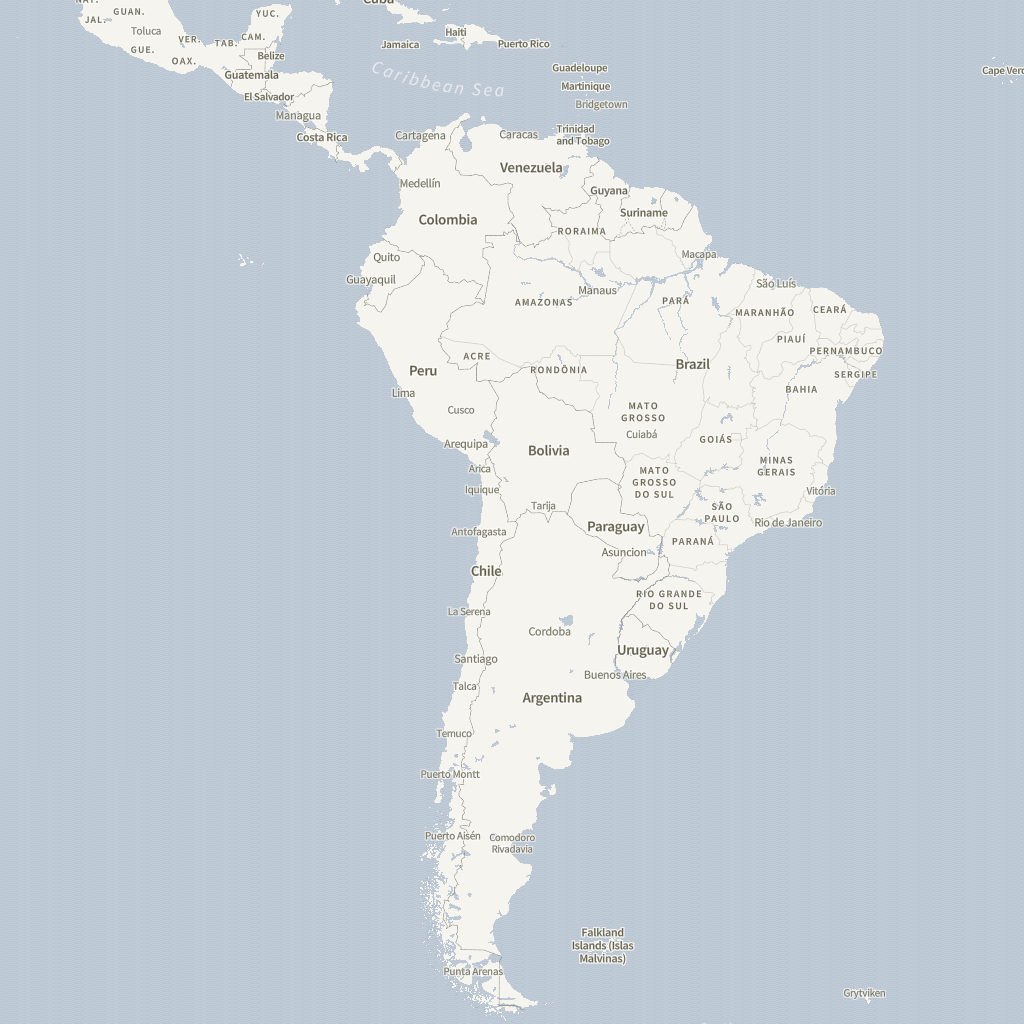 NAY.
Cuba
GUAN.
YUC.
JAL.
Toluca
Haiti
VER.
TAB.
CAM.
Jamaica
Puerto Rico
GUE.
OAX.
Belize
Guatemala
Caribbean Sea
Guadeloupe
Cape Verd
Martinique
El Salvador
Bridgetown
Managua
Costa Rica
Cartagena
Caracas
Trinidad
and Tobago
Venezuela
Medellín
Guyana
Colombia
Suriname
RORAIMA
Quito
Macapa
Guayaquil
Manaus
São Luís
AMAZONAS
PARÁ
MARANHÃO
CEARÁ
PIAUÍ
PERNAMBUCO
ACRE
Peru
RONDÔNIA
Brazil
SERGIPE
Lima
BAHIA
Cusco
MATO
GROSSO
Cuiabá
Arequipa
Bolivia
GOIÁS
Arica
MATO
GROSSO
DO SUL
MINAS
GERAIS
Iquique
Vitória
Tarija
SÃO
PAULO
Antofagasta
Paraguay
Rio de Janeiro
Asuncion
PARANÁ
Chile
RIO GRANDE
DO SUL
La Serena
Cordoba
Santiago
Uruguay
Talca
Buenos Aires
Argentina
Temuco
Puerto Montt
Puerto Aisén
Comodoro
Rivadavia
Falkland
Islands (Islas
Malvinas)
Punta Arenas
Grytviken